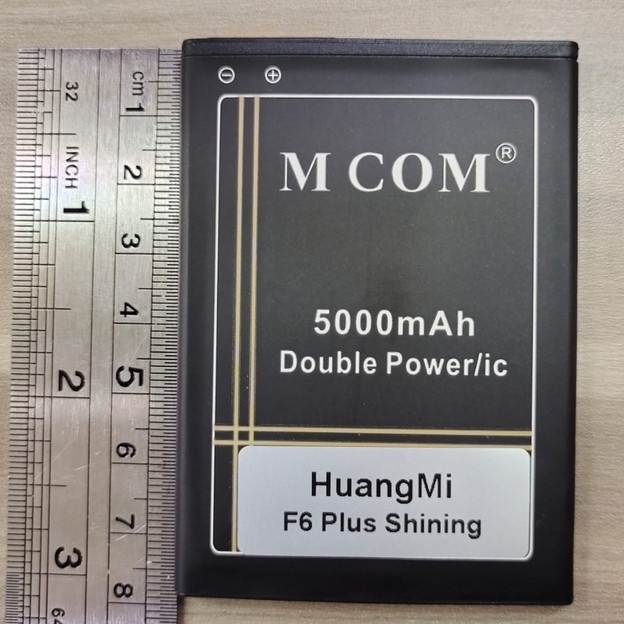 ⊖ ⊕
M COM®
5000mAh
Double Power/ic
HuangMi
F6 Plus Shining
cm 1 2 3 4 5 6 7 8
32 INCH 1 2 3
64